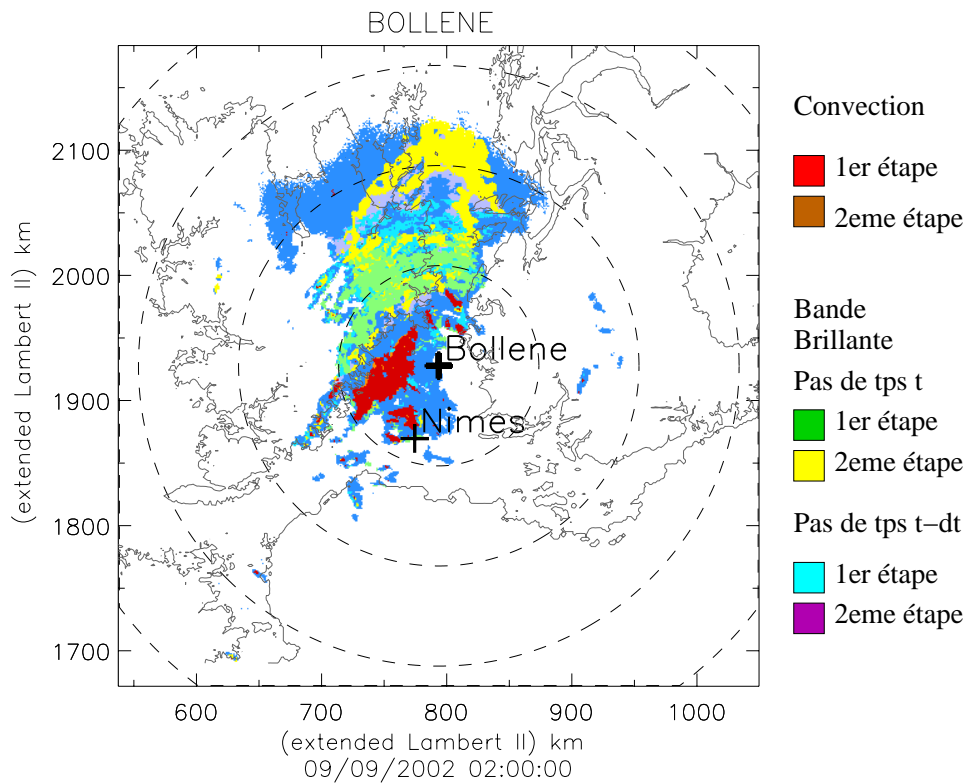 BOLLENE
2100
2000
1900
1800
1700
(extended Lambert II) km
Bollene
Nimes
600
700
800
900
1000
(extended Lambert II) km
09/09/2002 02:00:00
Convection
1er étape
2eme étape
Bande
Brillante
Pas de tps t
1er étape
2eme étape
Pas de tps t−dt
1er étape
2eme étape